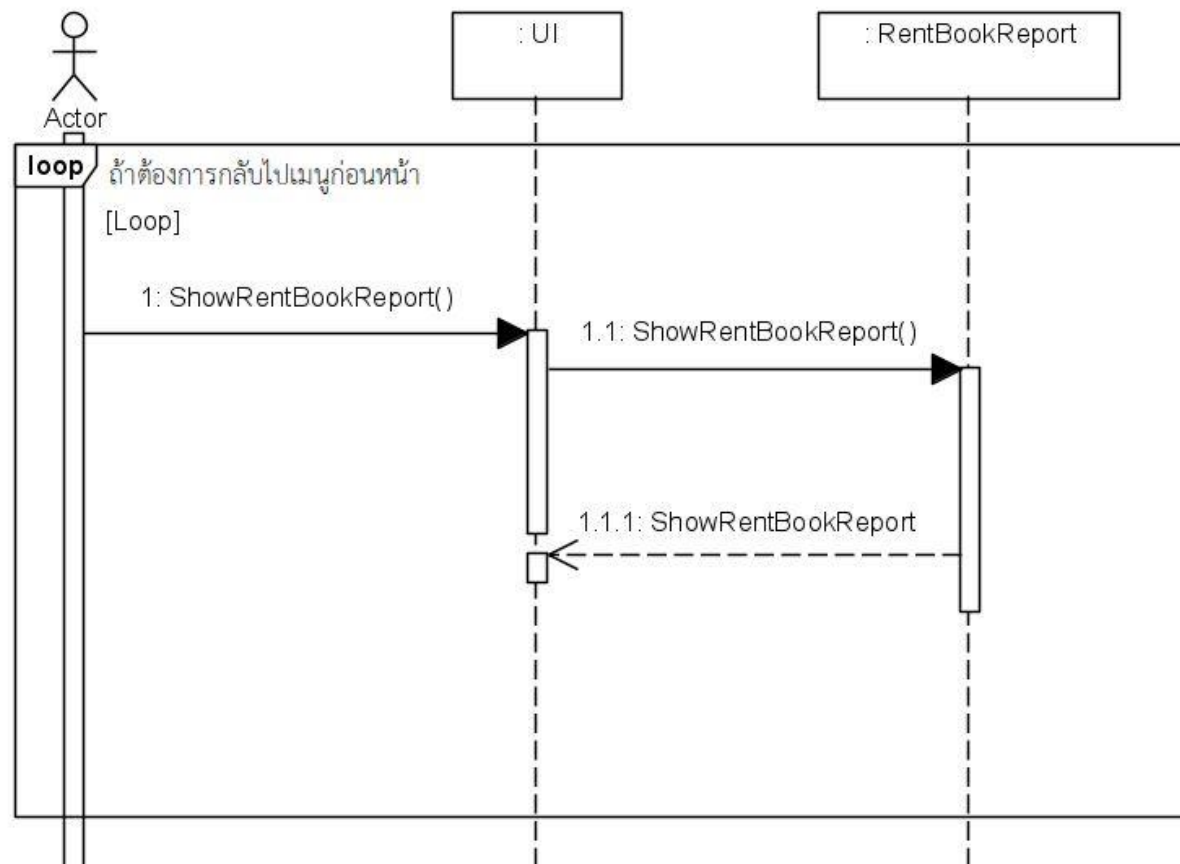 : UI
: RentBookReport
Actor
loop
ถ้าต้องการกลับไปเมนูก่อนหน้า
[Loop]
1: ShowRentBookReport()
1.1: ShowRentBookReport()
1.1.1: ShowRentBookReport